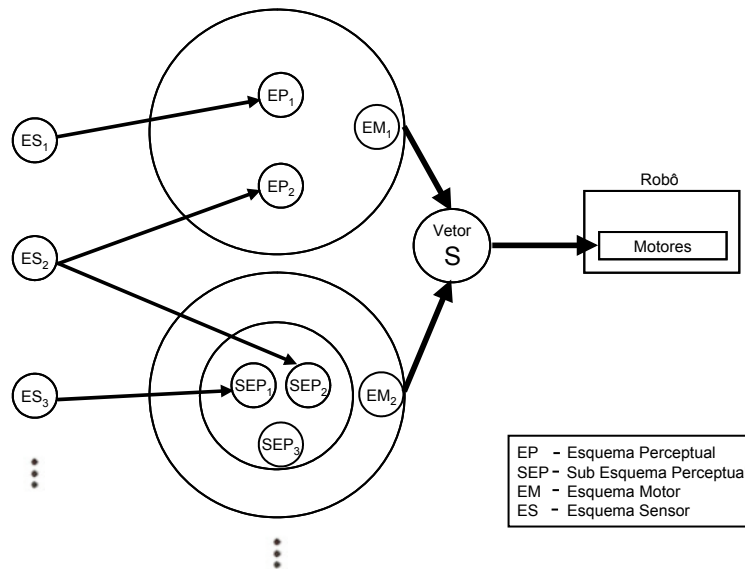 EP₁
ES₁
EM₁
EP₂
Robô
Vetor
S
Motores
ES₂
SEP₁
SEP₂
EM₂
ES₃
SEP₃
EP - Esquema Perceptual
SEP - Sub Esquema Perceptual
EM - Esquema Motor
ES - Esquema Sensor